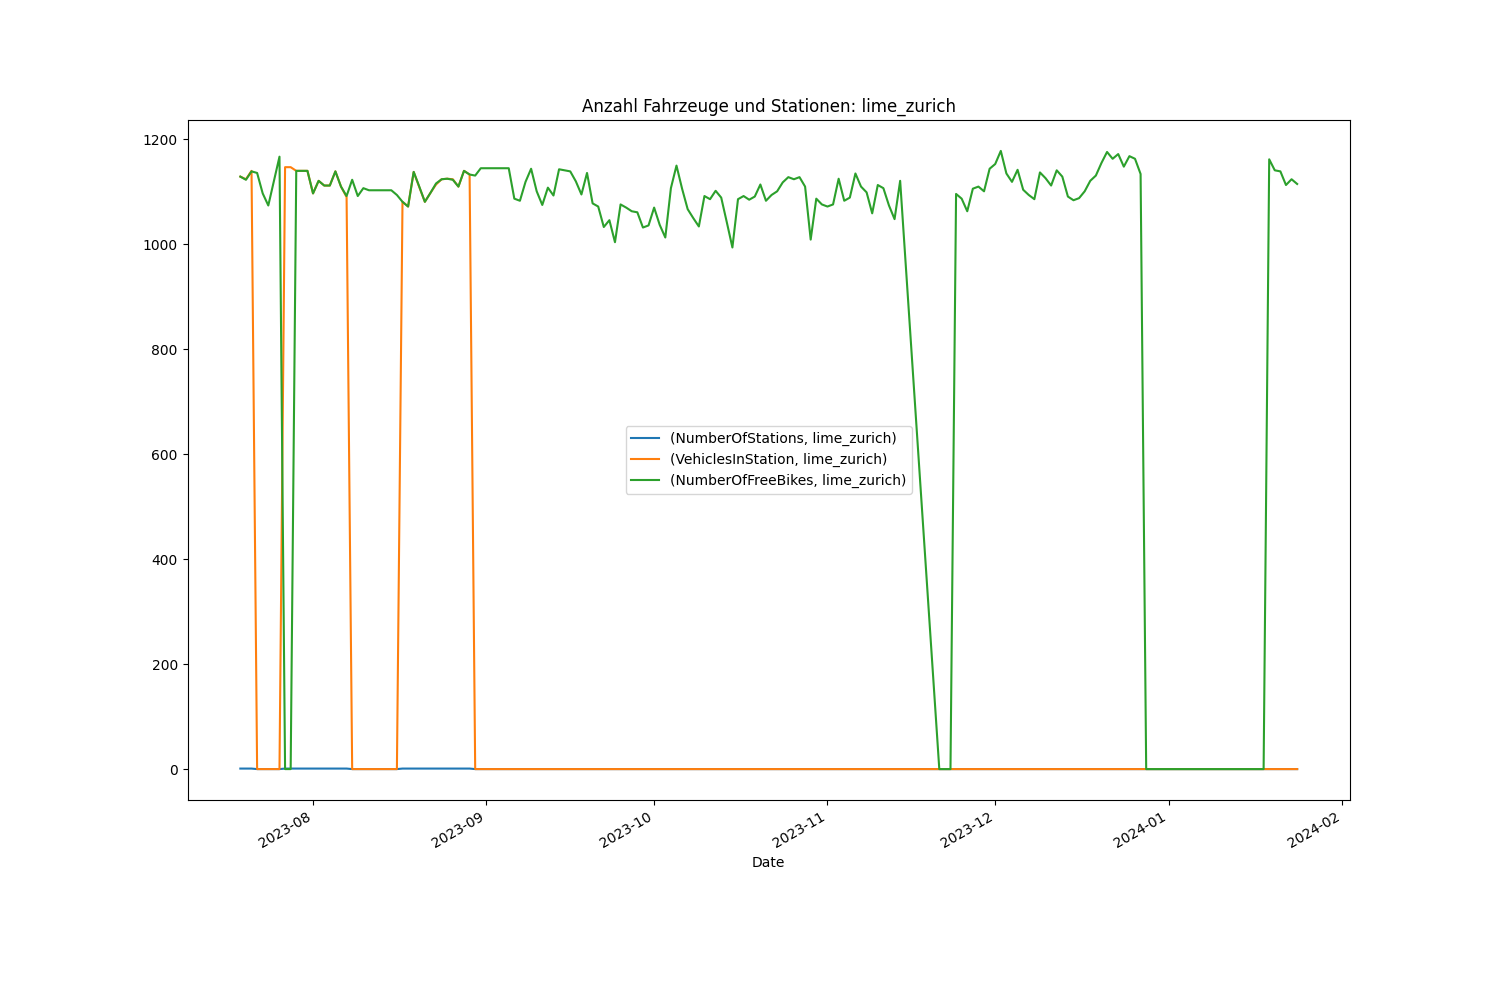 Anzahl Fahrzeuge und Stationen: lime_zurich
1200
1000
800
600
400
200
0
(NumberOfStations, lime_zurich)
(VehiclesInStation, lime_zurich)
(NumberOfFreeBikes, lime_zurich)
2023-08
2023-09
2023-10
2023-11
2023-12
2024-01
2024-02
Date